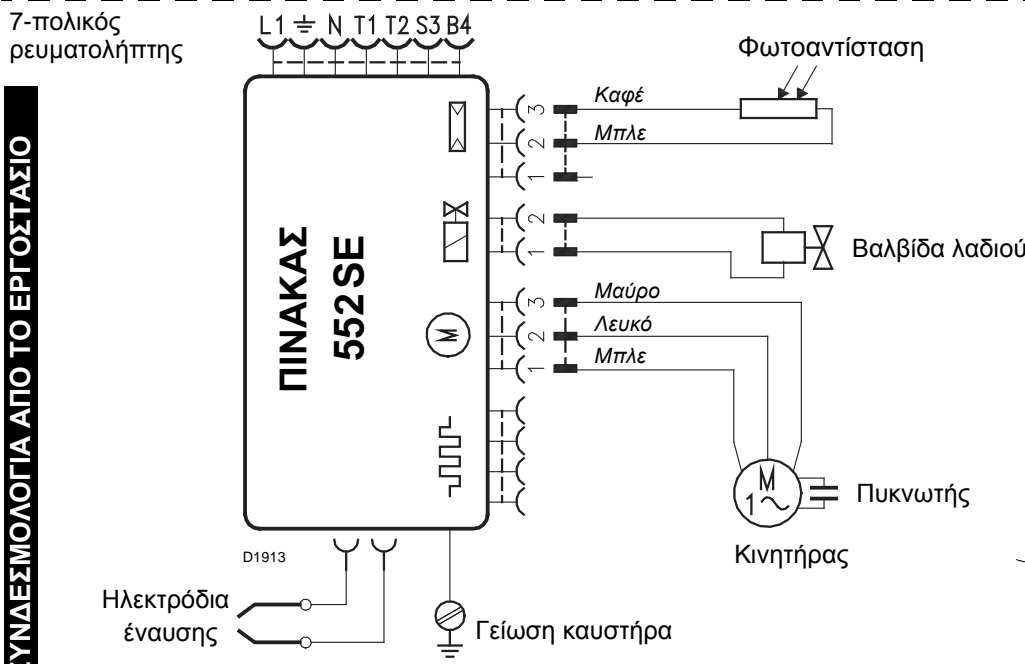 7-πολικός
ρευματολήπτης
L1 ⏚ N T1 T2 S3 B4
Φωτοαντίσταση
ΥΝΔΕΣΜΟΛΟΓΙΑ ΑΠΟ ΤΟ ΕΡΓΟΣΤΑΣΙΟ
ΠΙΝΑΚΑΣ
552SE
3 Καφέ
2 Μπλε
1
2
1
Βαλβίδα λαδιού
M
3 Μαύρο
2 Λευκό
1 Μπλε
M
1~
Πυκνωτής
Κινητήρας
D1913
Ηλεκτρόδια
έναυσης
Γείωση καυστήρα